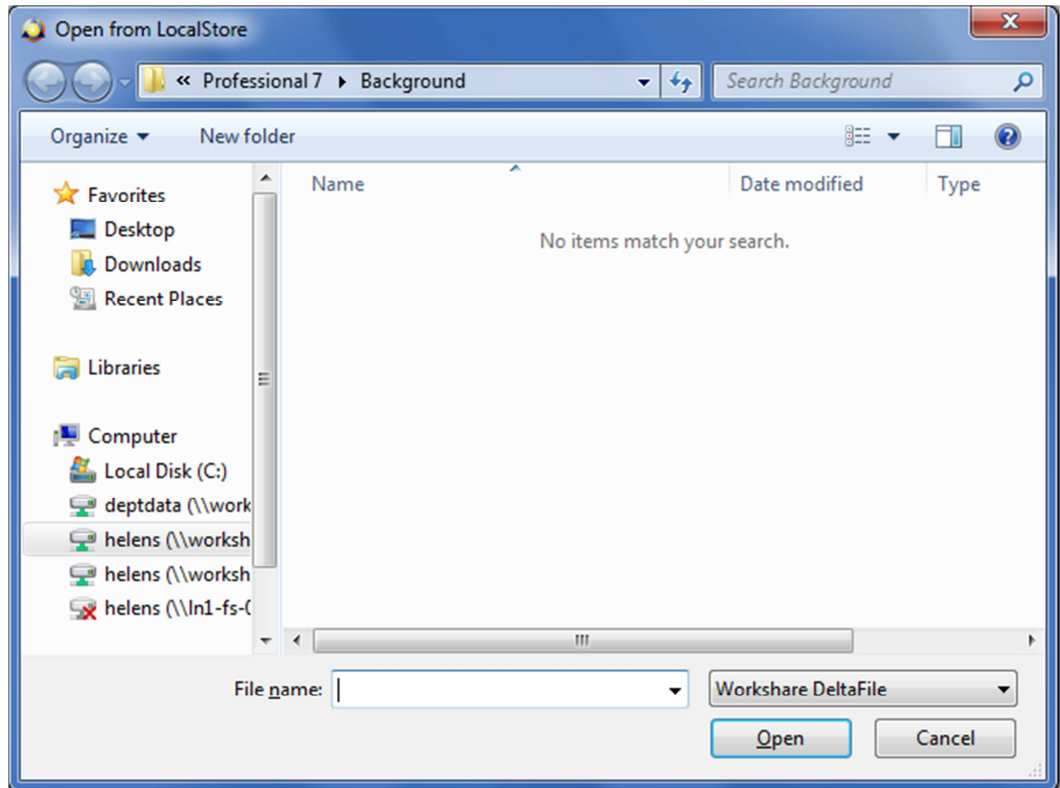 Open from LocalStore
« Professional 7 Background
Search Background
Organize New folder
Name Date modified Type
No items match your search.
Favorites
Desktop
Downloads
Recent Places
Libraries
Computer
Local Disk (C:)
deptdata (\\work
helens (\\worksh
helens (\\worksh
helens (\\ln1-fs-0
File name:
Workshare DeltaFile
Open Cancel